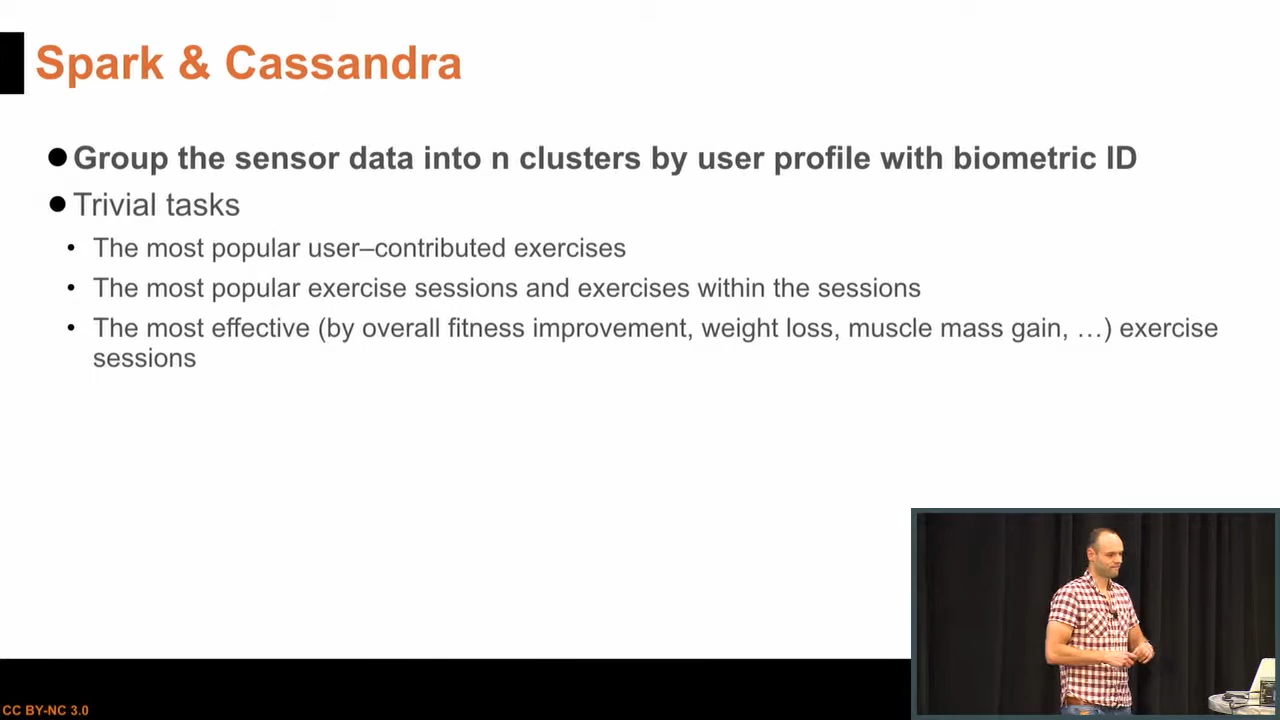 Spark & Cassandra
Group the sensor data into n clusters by user profile with biometric ID
Trivial tasks
The most popular user–contributed exercises
The most popular exercise sessions and exercises within the sessions
The most effective (by overall fitness improvement, weight loss, muscle mass gain, …) exercise
sessions
CC BY-NC 3.0